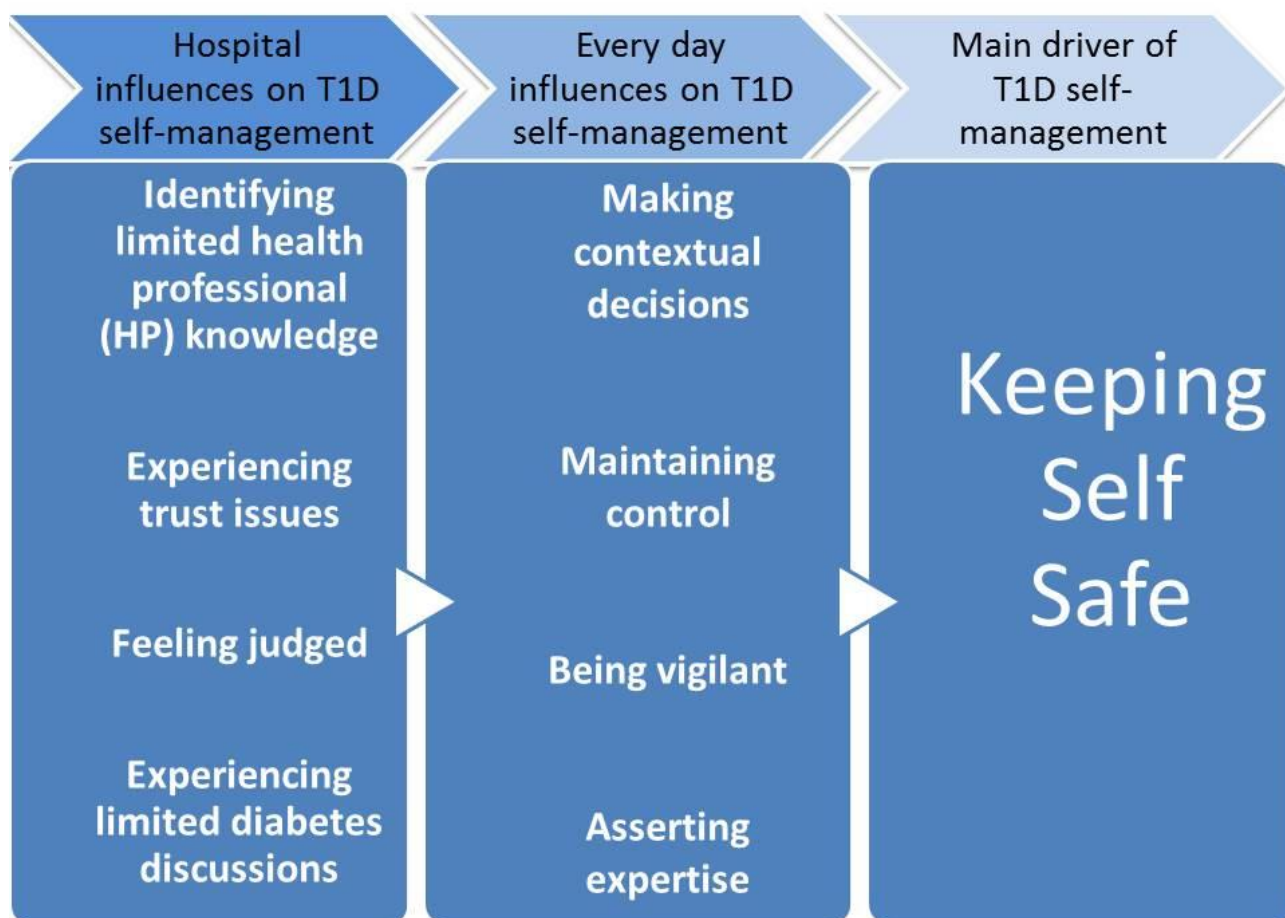 Hospital
influences on T1D
self-management
Every day
influences on T1D
self-management
Main driver of
T1D self-
management
Identifying
limited health
professional
(HP) knowledge
Experiencing
trust issues
Feeling judged
Experiencing
limited diabetes
discussions
Making
contextual
decisions
Maintaining
control
Being vigilant
Asserting
expertise
Keeping
Self
Safe